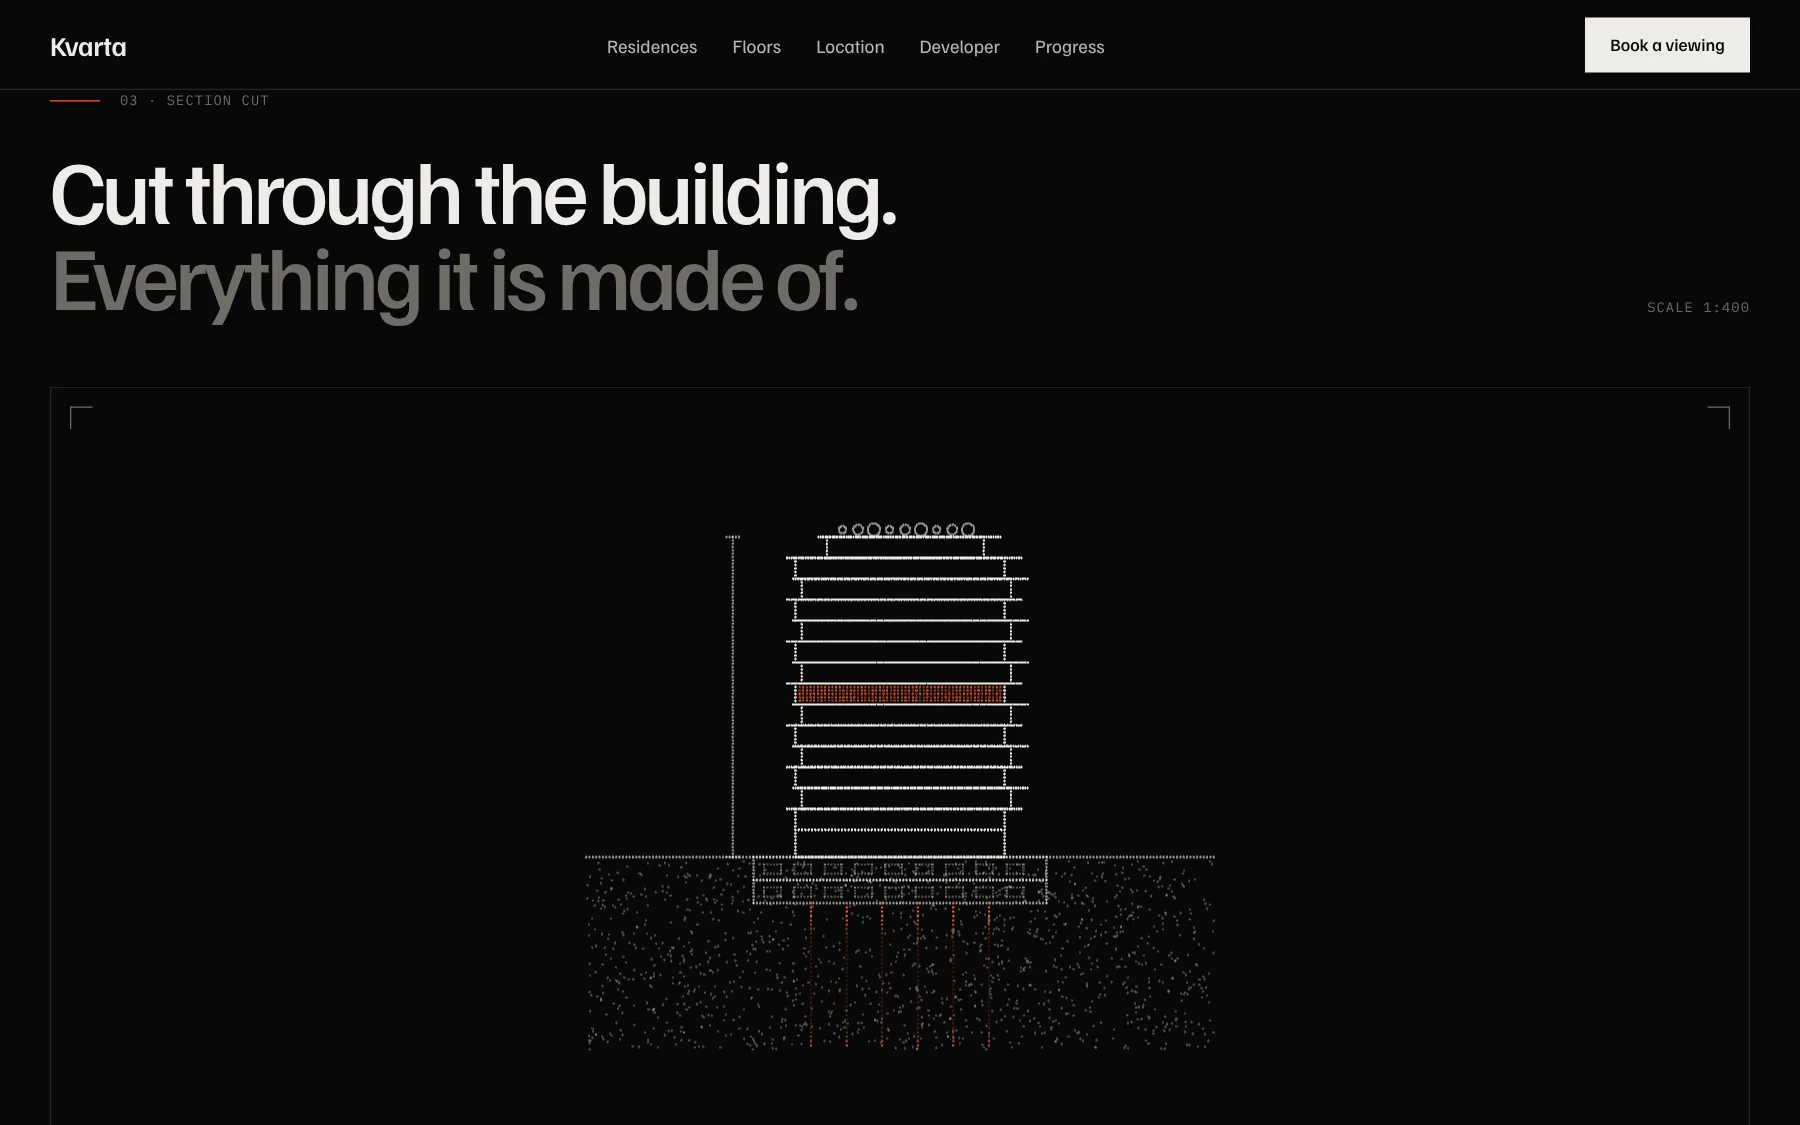 Kvarta
Residences
Floors
Location
Developer
Progress
Book a viewing
03 · SECTION CUT
Cut through the building.
Everything it is made of.
SCALE 1:400